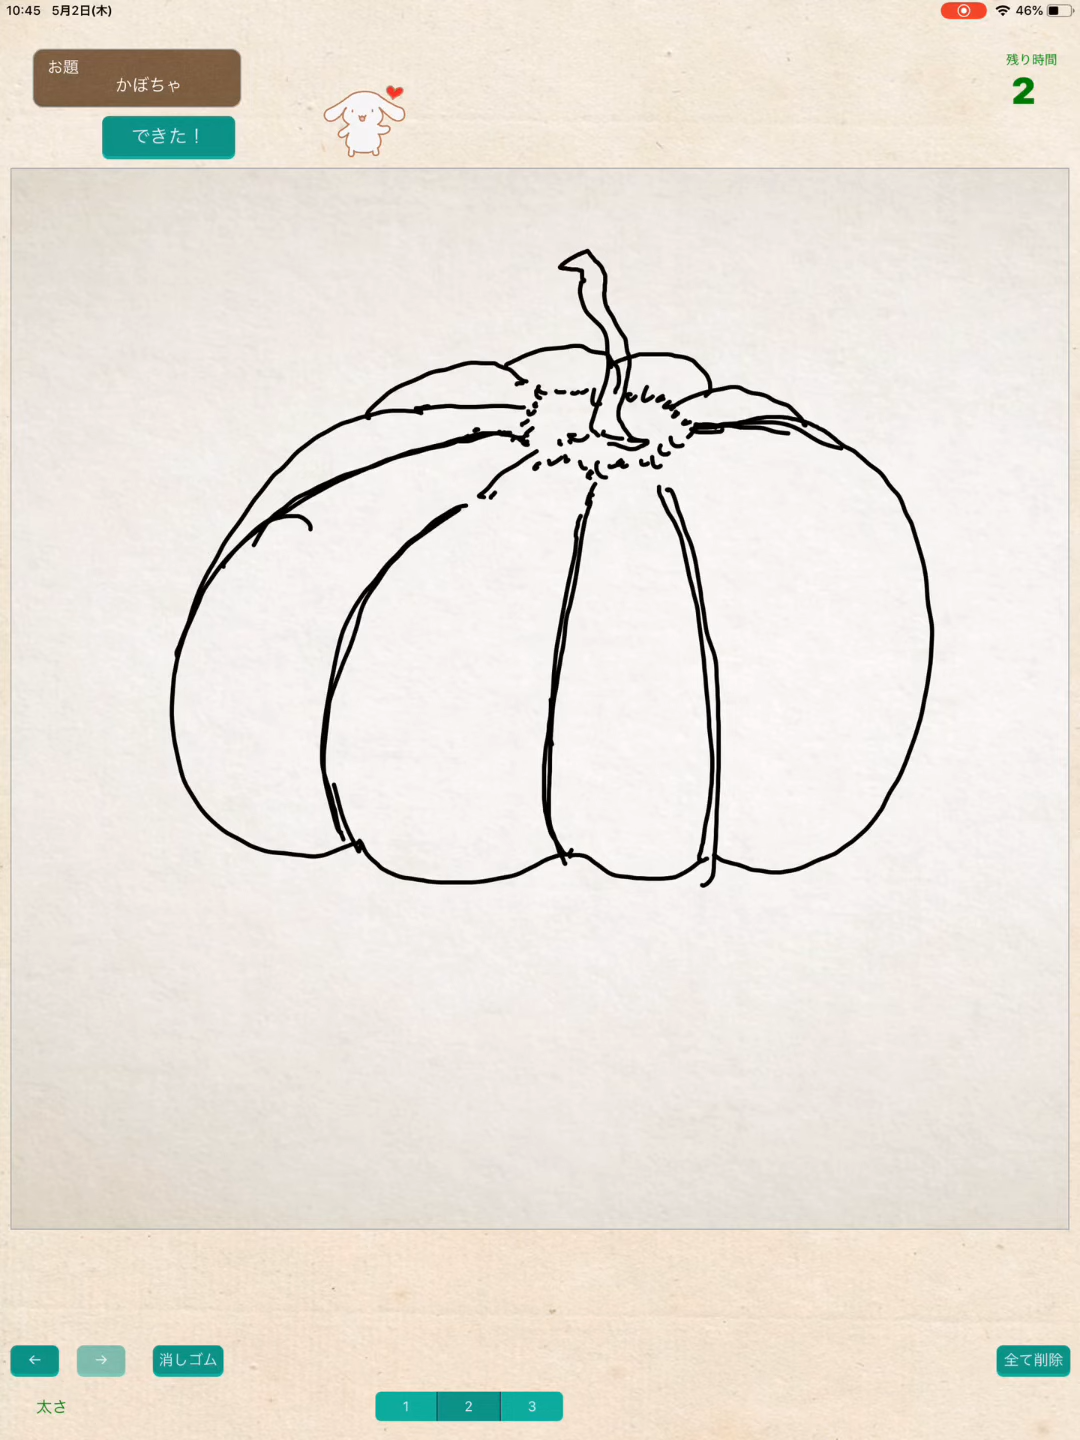 10:45 5月2日(木)
46%
お題
かぼちゃ
残り時間
2
できた！
←
→
消しゴム
全て削除
太さ
1
2
3